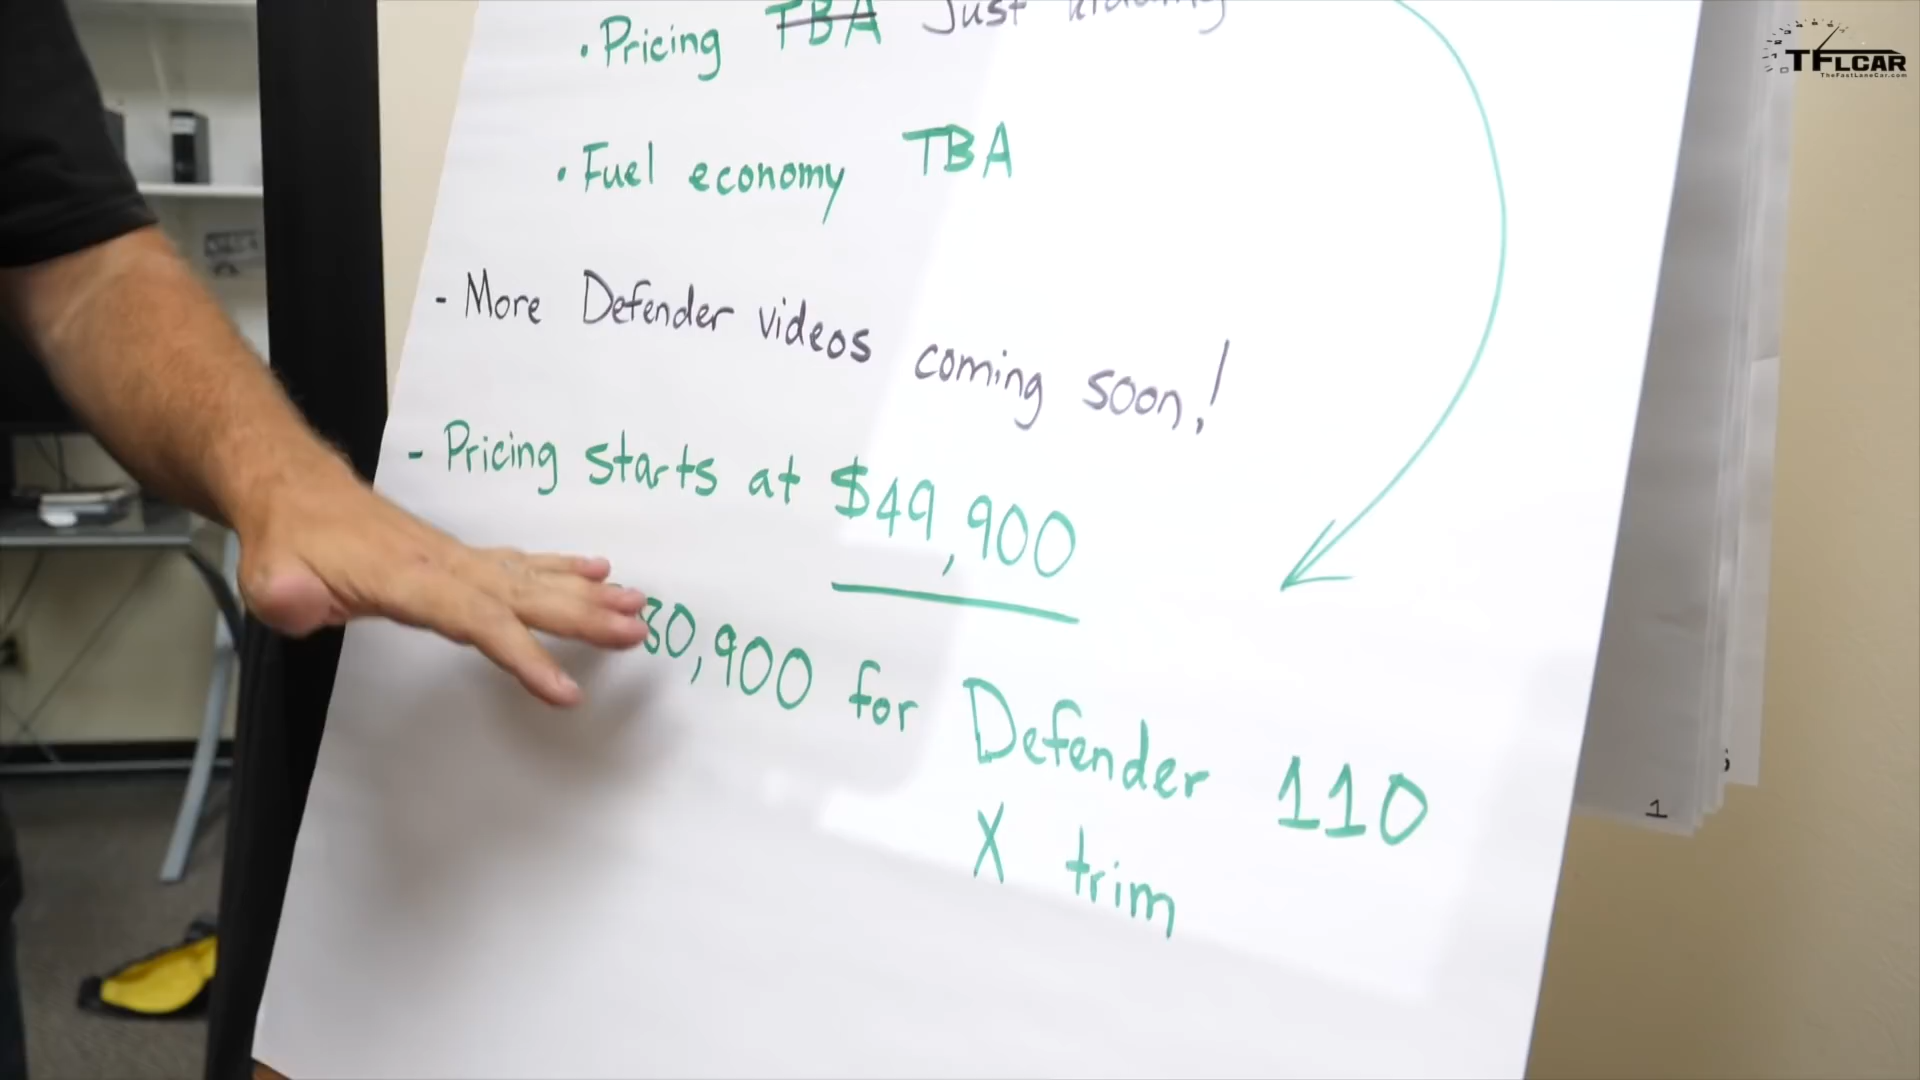 • Pricing TBA Just kidding
• Fuel economy TBA
- More Defender videos coming soon!
- Pricing starts at $49,900
80,900 for Defender 110
X trim
1
TFLCAR
TheFastLaneCar.com